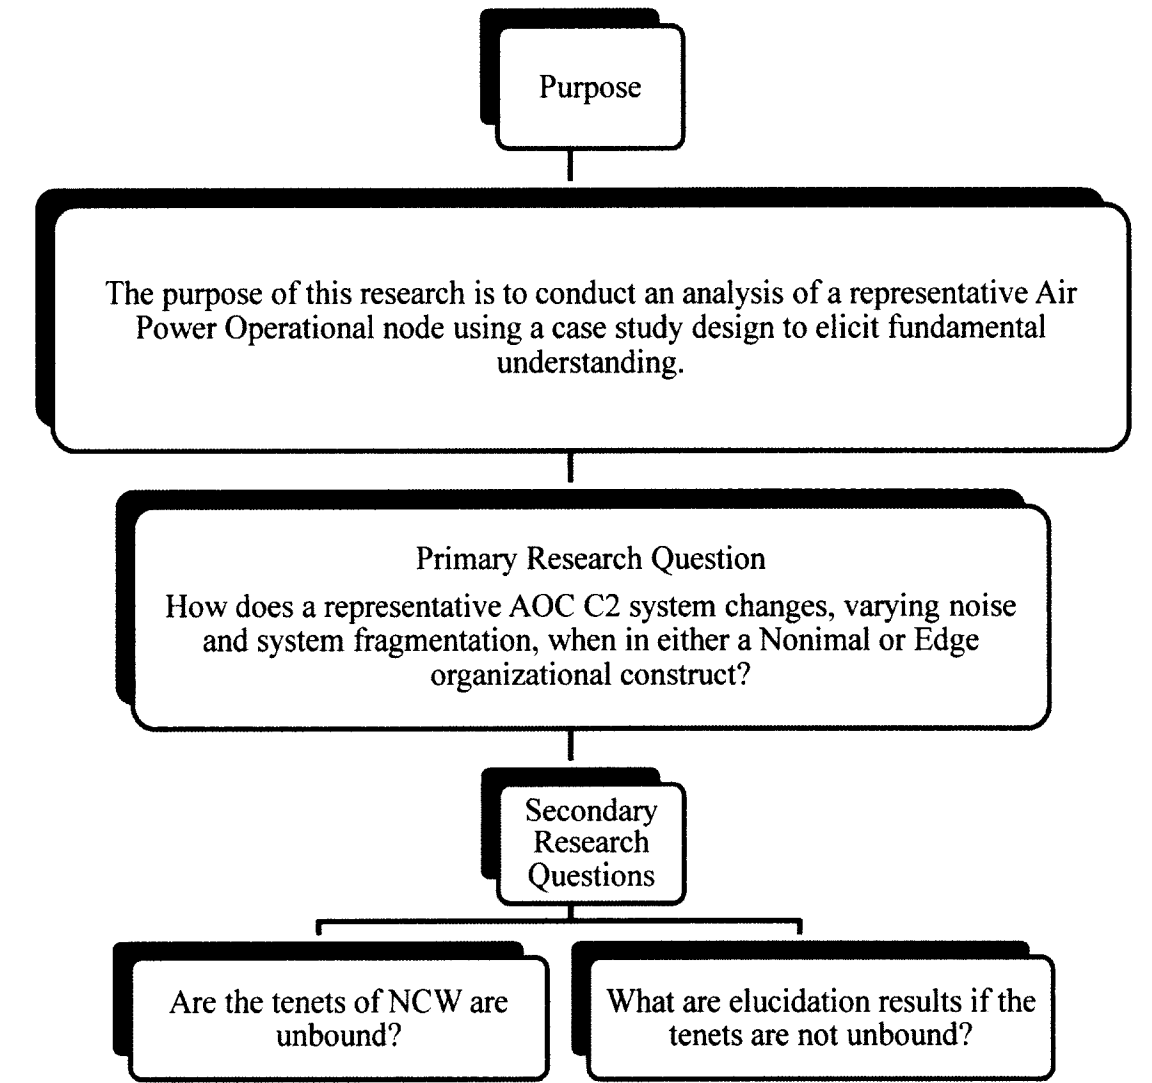 Purpose
The purpose of this research is to conduct an analysis of a representative Air
Power Operational node using a case study design to elicit fundamental
understanding.
Primary Research Question
How does a representative AOC C2 system changes, varying noise
and system fragmentation, when in either a Nonimal or Edge
organizational construct?
Secondary
Research
Questions
Are the tenets of NCW are
unbound?
What are elucidation results if the
tenets are not unbound?